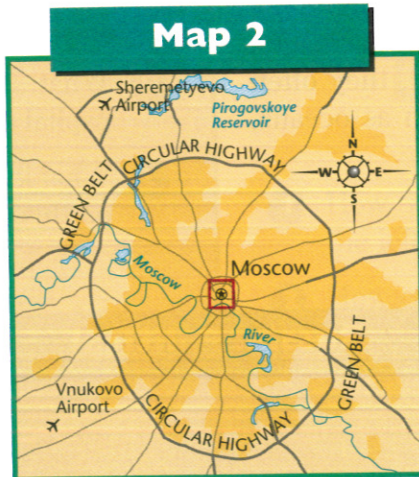 Map 2
Sheremetyevo
Airport
Pirogovskoye
Reservoir
CIRCULAR HIGHWAY
N
W E
S
GREEN BELT
Moscow
Moscow
River
GREEN BELT
Vnukovo
Airport
CIRCULAR HIGHWAY